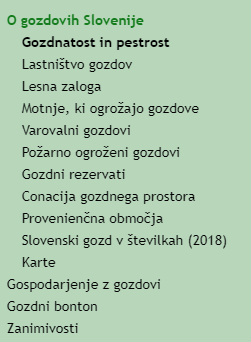 O gozdovih Slovenije
Gozdnatost in pestrost
Lastništvo gozdov
Lesna zaloga
Motnje, ki ogrožajo gozdove
Varovalni gozdovi
Požarno ogroženi gozdovi
Gozdni rezervati
Conacija gozdnega prostora
Provenienčna območja
Slovenski gozd v številkah (2018)
Karte
Gospodarjenje z gozdovi
Gozdni bonton
Zanimivosti